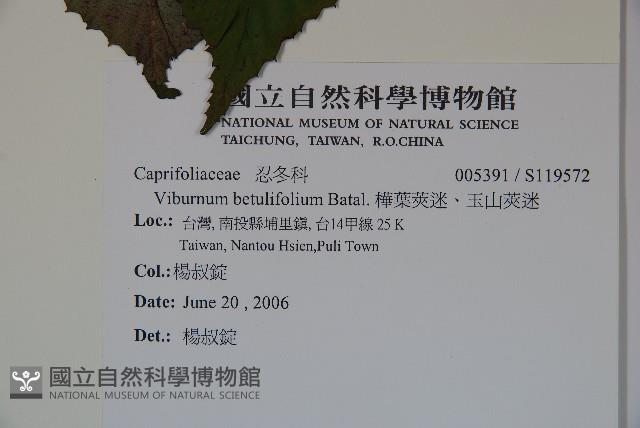 國立自然科學博物館
NATIONAL MUSEUM OF NATURAL SCIENCE
TAICHUNG, TAIWAN, R.O.CHINA
Caprifoliaceae 忍冬科 005391 / S119572
Viburnum betulifolium Batal. 樺葉莢迷、玉山莢迷
Loc.: 台灣, 南投縣埔里鎮, 台14甲線 25 K
Taiwan, Nantou Hsien,Puli Town
Col.: 楊叔錠
Date: June 20 , 2006
Det.: 楊叔錠
國立自然科學博物館
NATIONAL MUSEUM OF NATURAL SCIENCE